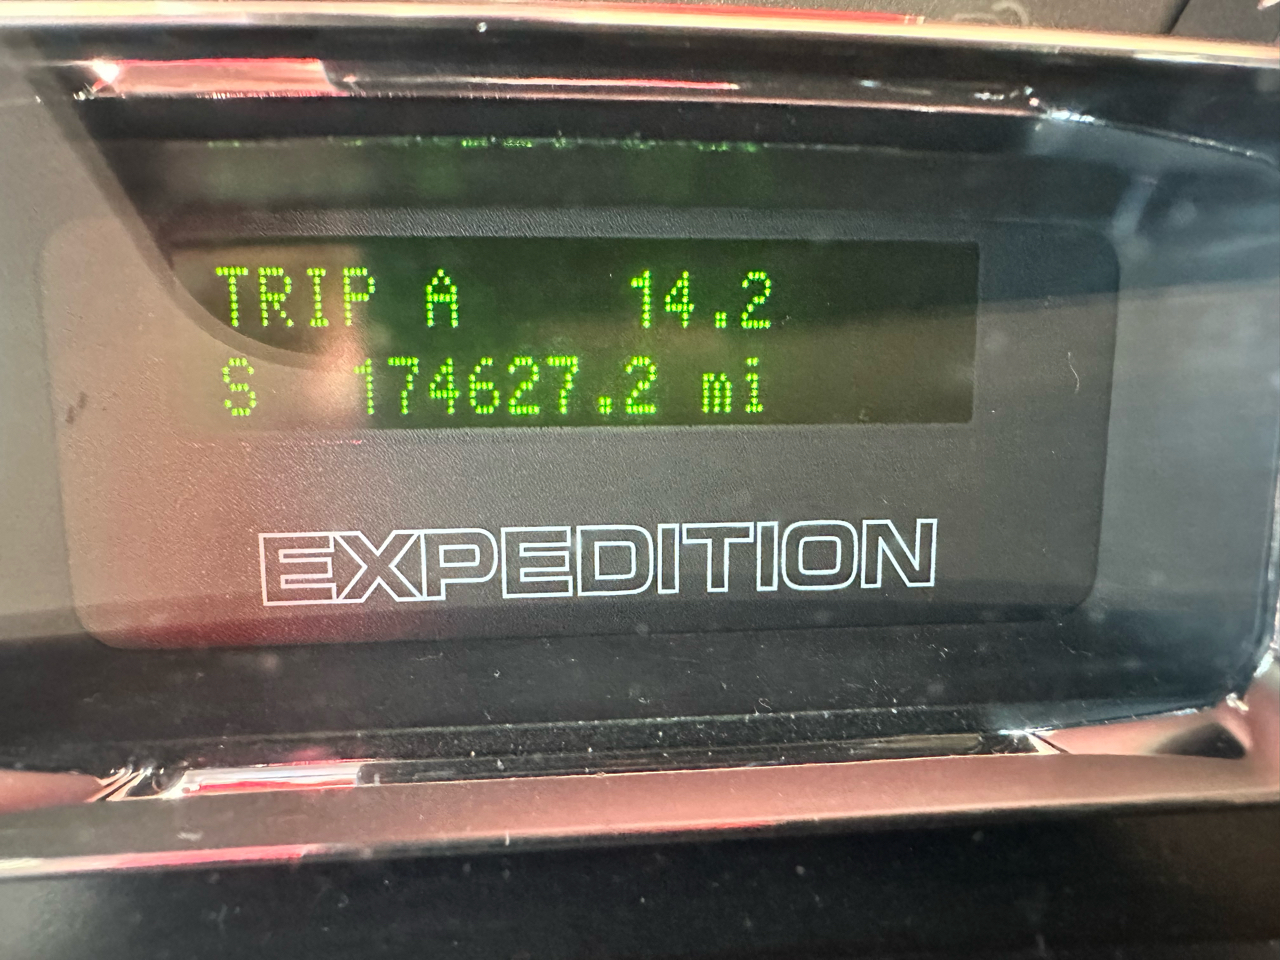 TRIP A 14.2
S 174627.2 mi
EXPEDITION